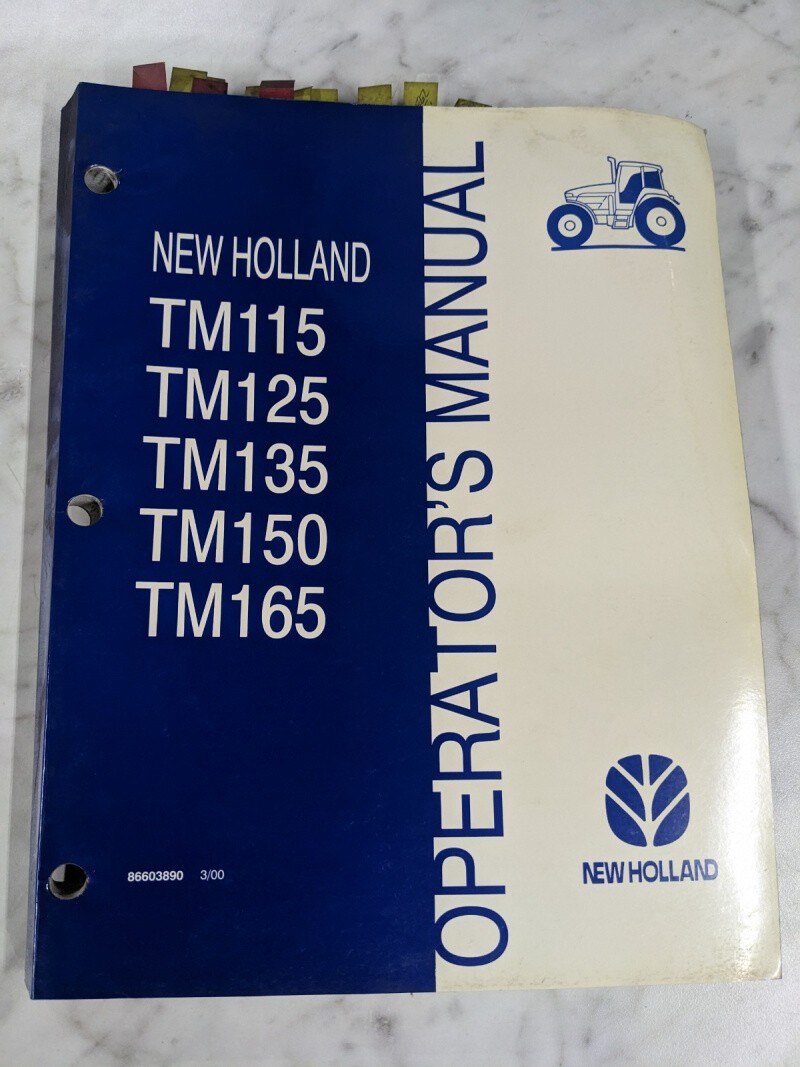 NEW HOLLAND
TM115
TM125
TM135
TM150
TM165
86603890 3/00
OPERATOR'S MANUAL
NEW HOLLAND